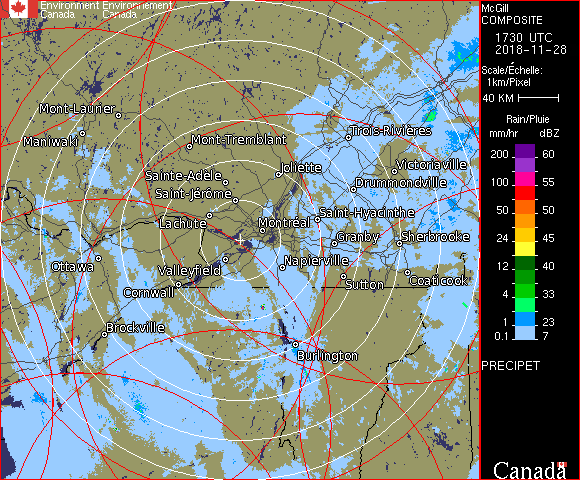 Environment Environnement
Canada Canada
McGill
COMPOSITE
1730 UTC
2018-11-28
Scale/Échelle:
1km/Pixel
40 KM
Rain/Pluie
mm/hr dBZ
200 60
100 55
50 50
24 45
12 40
4 33
1 23
0.1 7
PRECIPET
Canada
Mont-Laurier
Maniwaki
Mont-Tremblant
Trois-Rivières
Sainte-Adèle
Joliette
Victoriaville
Saint-Jérôme
Drummondville
Lachute
Montréal
Saint-Hyacinthe
Granby
Sherbrooke
Ottawa
Valleyfield
Napierville
Cornwall
Sutton
Coaticook
Brockville
Burlington